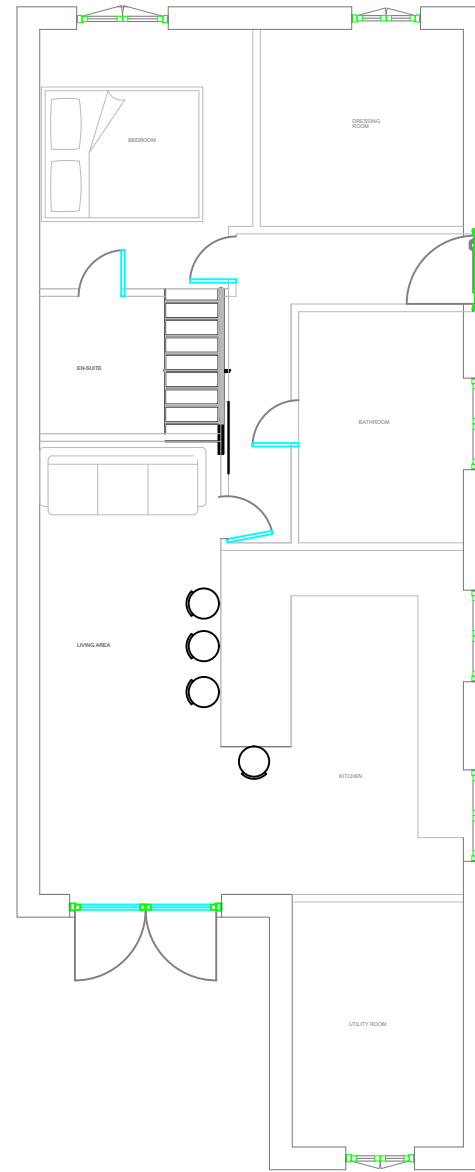 DRESSING
ROOM
BEDROOM
EN-SUITE
BATHROOM
LIVING AREA
KITCHEN
UTILITY ROOM